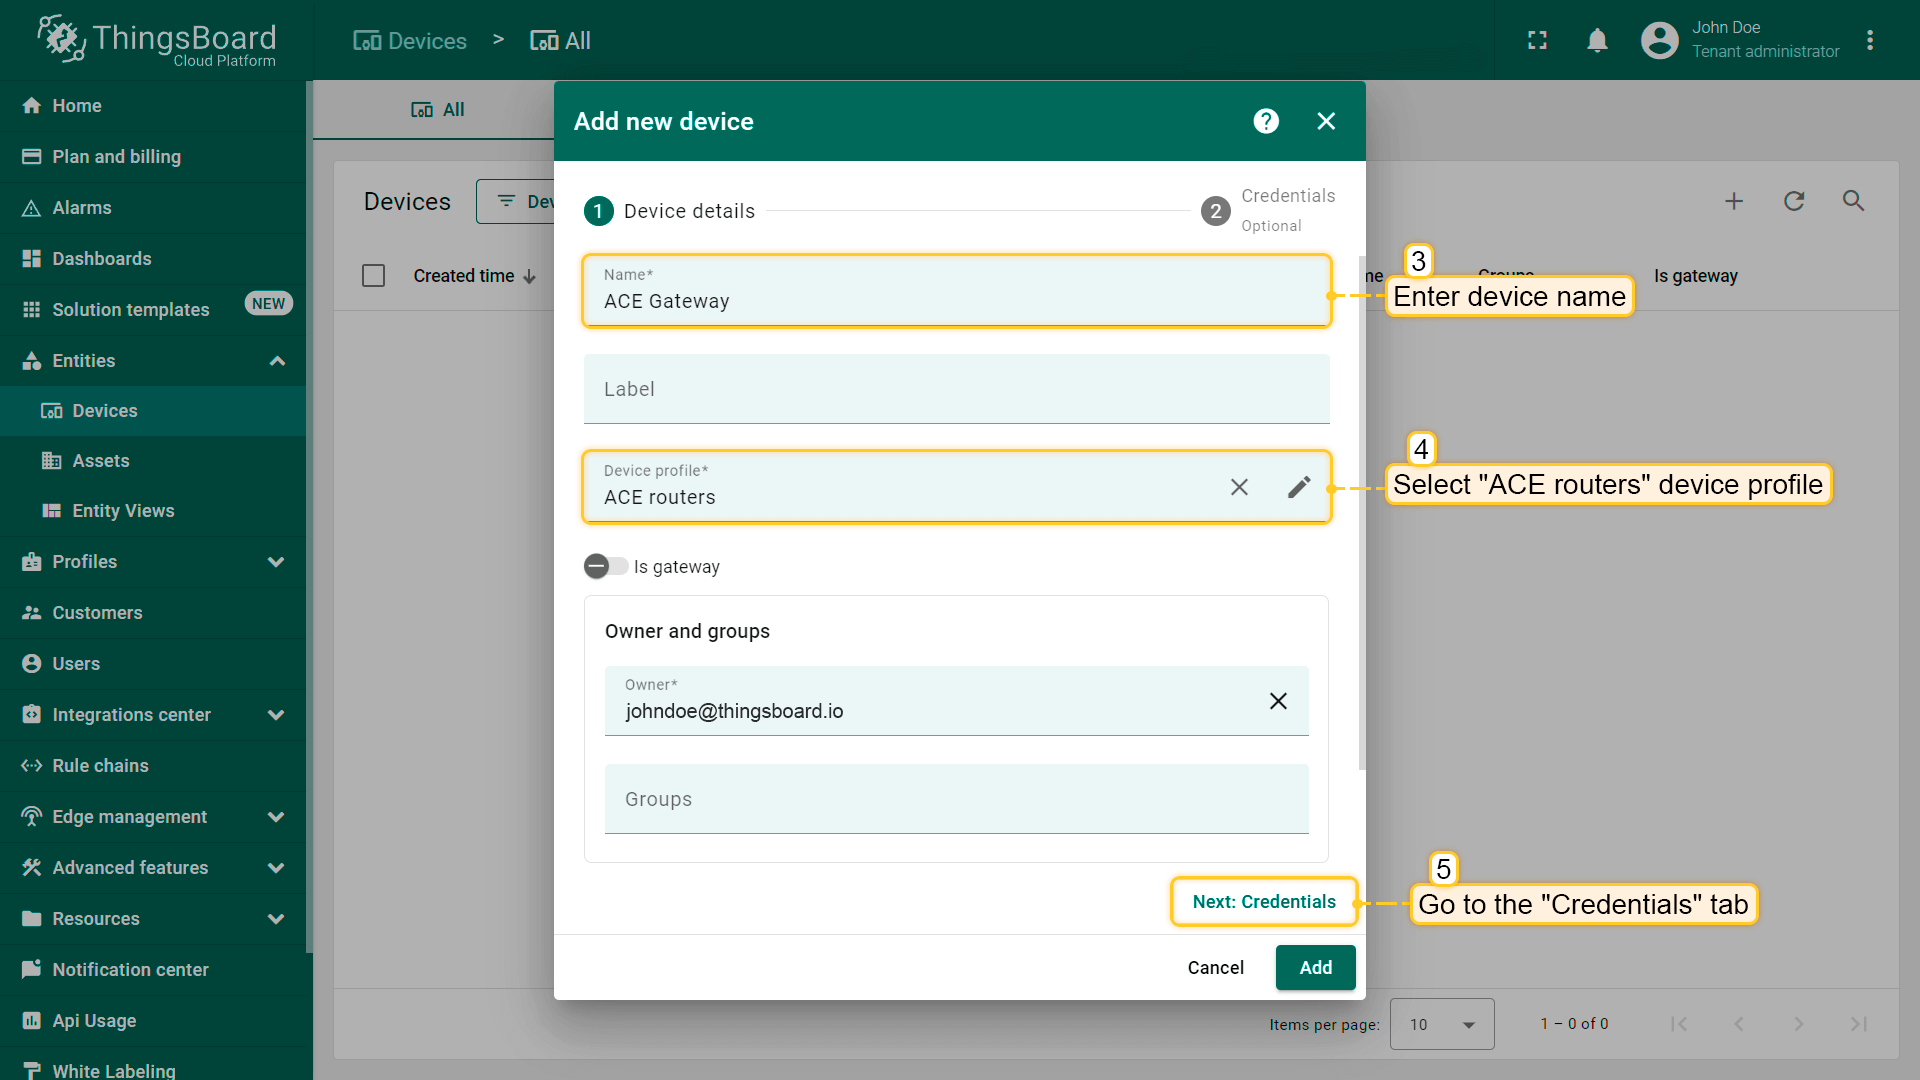 ThingsBoard
Cloud Platform
Devices > All
John Doe
Tenant administrator
Home
Plan and billing
Alarms
Dashboards
Solution templates NEW
Entities
Devices
Assets
Entity Views
Profiles
Customers
Users
Integrations center
Rule chains
Edge management
Advanced features
Resources
Notification center
Api Usage
White Labeling
All
Devices
Dev
Created time
me
Groups
Is gateway
Add new device
?
1 Device details
2 Credentials
Optional
Name*
ACE Gateway
3
Enter device name
Label
Device profile*
ACE routers
4
Select "ACE routers" device profile
Is gateway
Owner and groups
Owner*
johndoe@thingsboard.io
Groups
Next: Credentials
5
Go to the "Credentials" tab
Cancel
Add
Items per page: 10
1 – 0 of 0